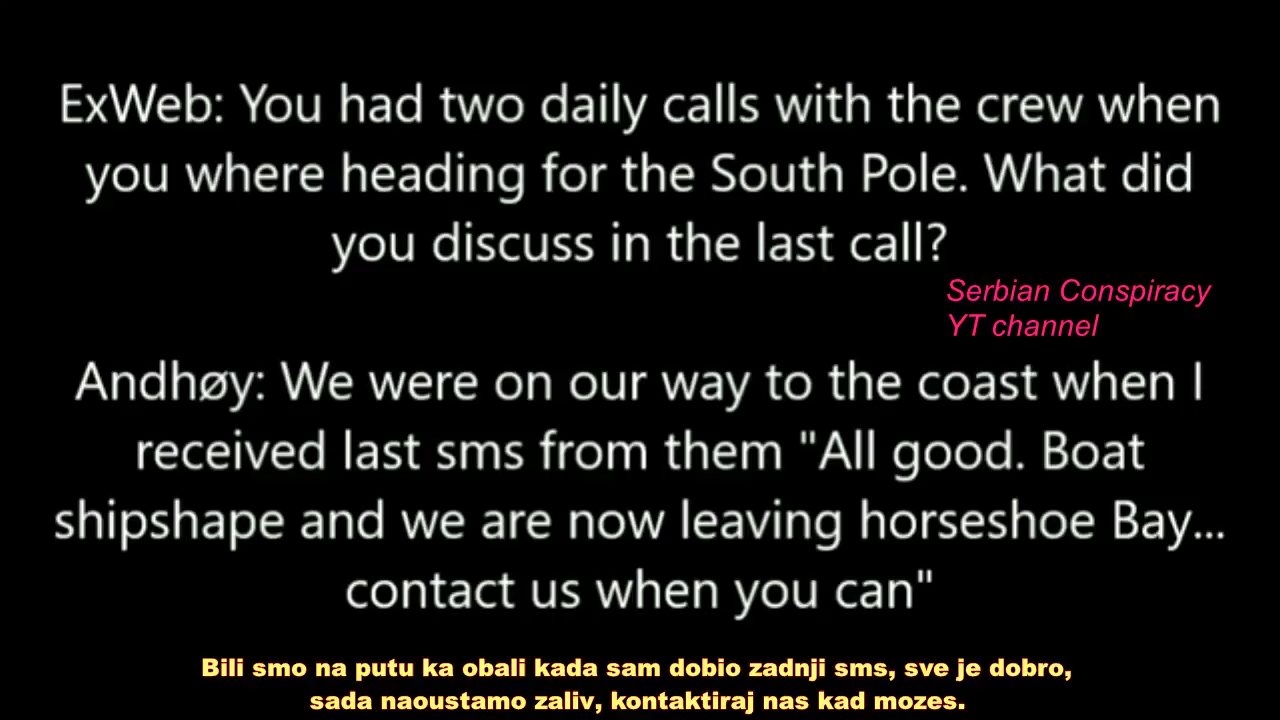 ExWeb: You had two daily calls with the crew when
you where heading for the South Pole. What did
you discuss in the last call?
Serbian Conspiracy
YT channel
Andhøy: We were on our way to the coast when I
received last sms from them "All good. Boat
shipshape and we are now leaving horseshoe Bay...
contact us when you can"
Bili smo na putu ka obali kada sam dobio zadnji sms, sve je dobro,
sada naoustamo zaliv, kontaktiraj nas kad mozes.